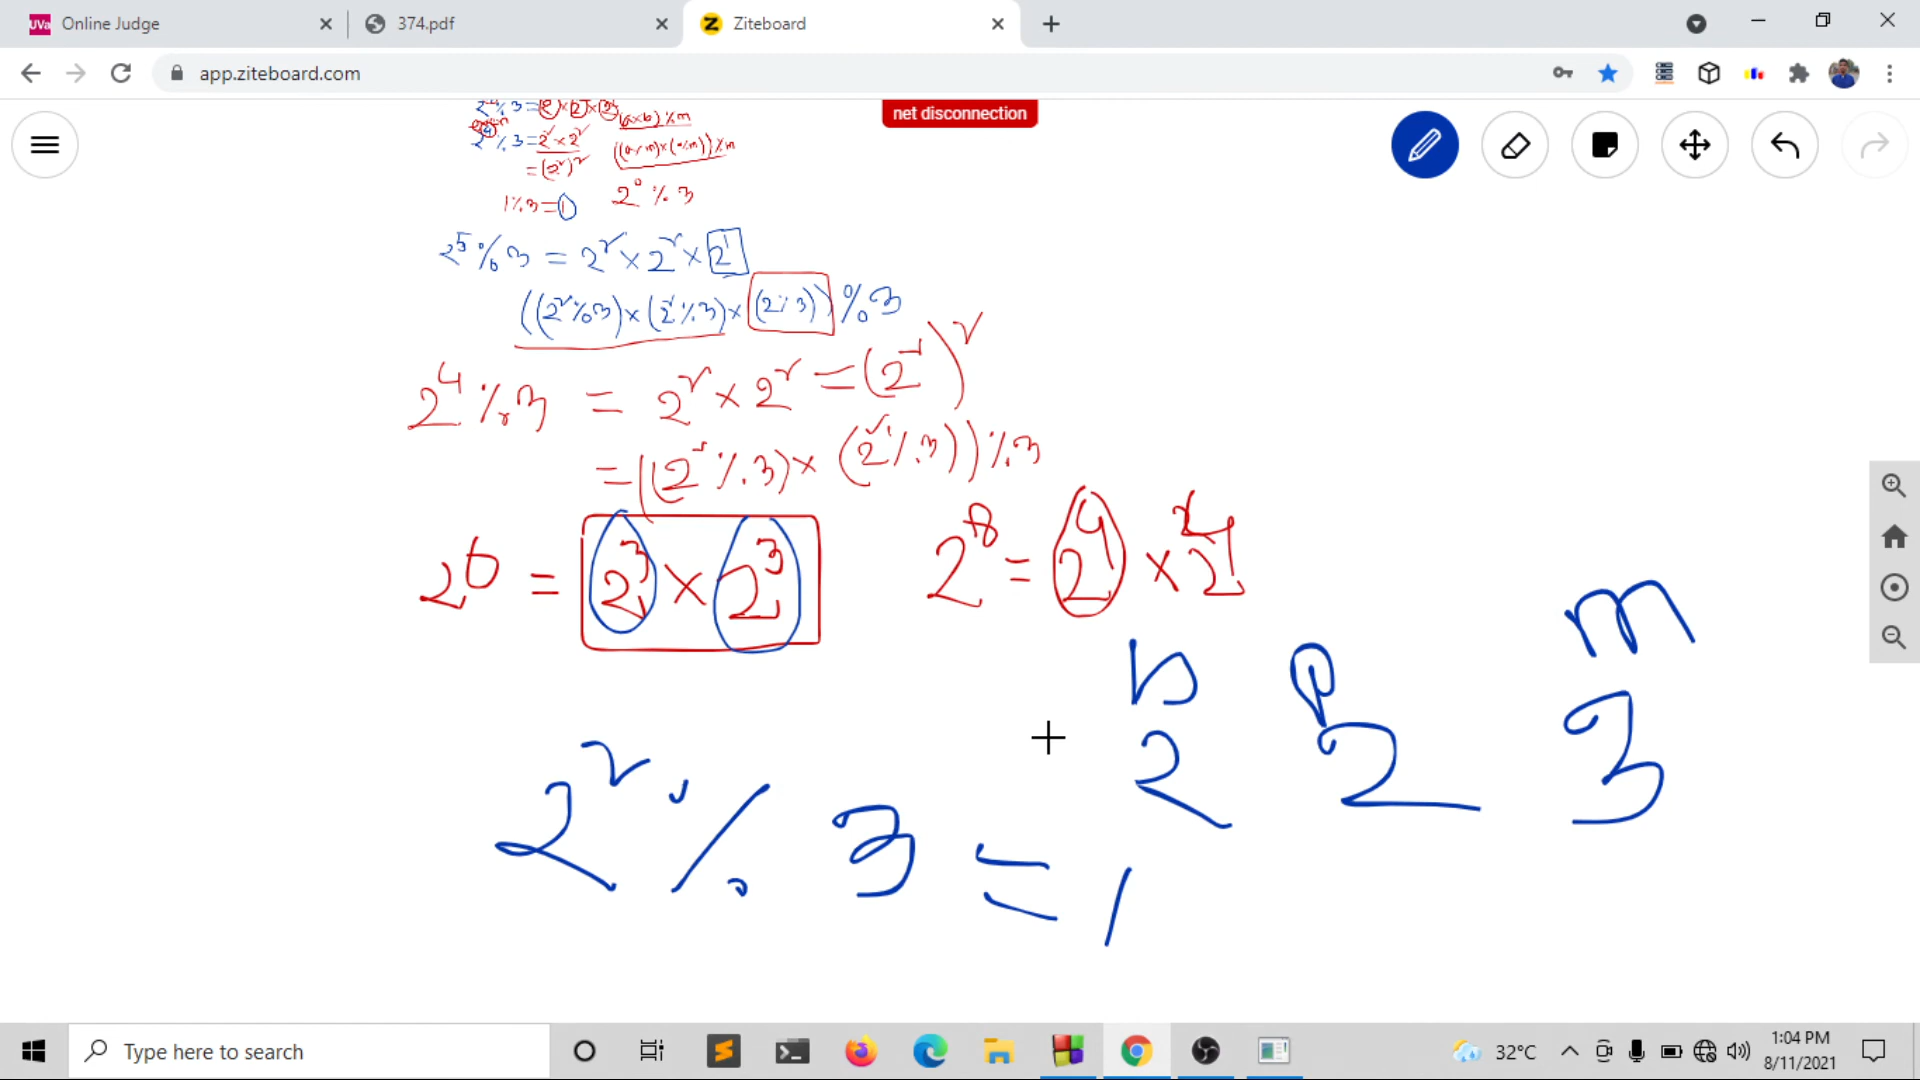 Online Judge
374.pdf
Ziteboard
app.ziteboard.com
net disconnection
(a×b)%m
2⁰ % 3
1%3=1
2⁵%3 = 2² × 2² × 2¹
((2²%3)×(2²%3)×(2%3))%3
2⁴%3 = 2² × 2² = (2²)²
= ((2²%3)×(2²%3))%3
2⁶ = 2³ × 2³
2⁸ = 2⁴ × 2⁴
b P m
2 2 3
2² % 3 = 1
Type here to search
32°C
1:04 PM
8/11/2021